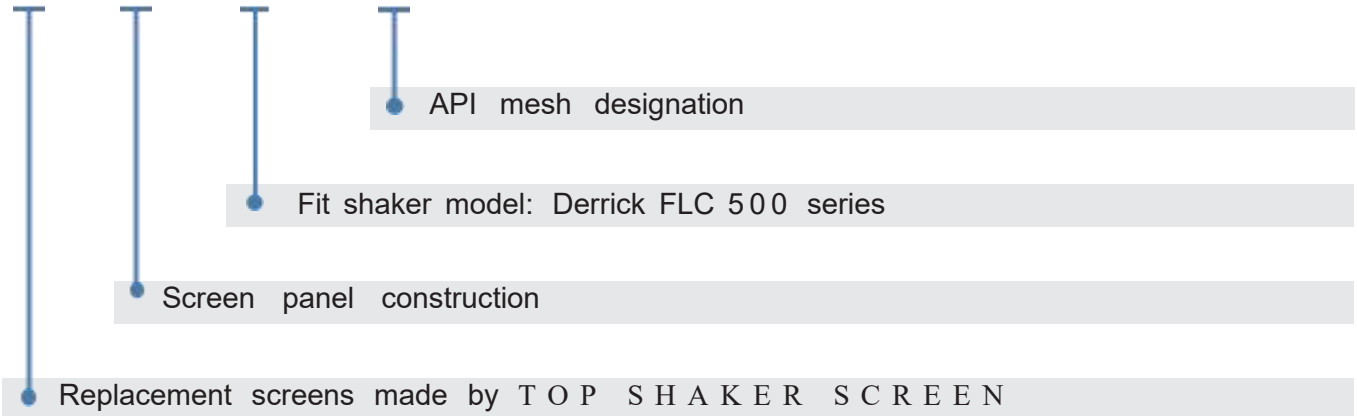 API mesh designation
Fit shaker model: Derrick FLC 500 series
Screen panel construction
Replacement screens made by TOP SHAKER SCREEN